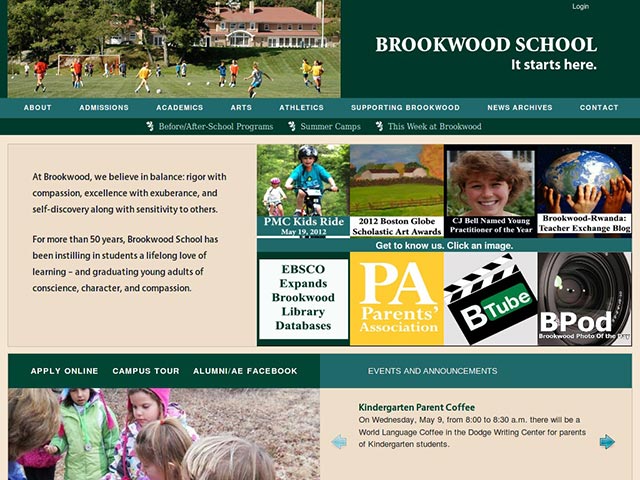 Login
BROOKWOOD SCHOOL
It starts here.
ABOUT ADMISSIONS ACADEMICS ARTS ATHLETICS SUPPORTING BROOKWOOD NEWS ARCHIVES CONTACT
Before/After-School Programs Summer Camps This Week at Brookwood
At Brookwood, we believe in balance: rigor with
compassion, excellence with exuberance, and
self-discovery along with sensitivity to others.
For more than 50 years, Brookwood School has
been instilling in students a lifelong love of
learning – and graduating young adults of
conscience, character, and compassion.
PMC Kids Ride
May 19, 2012
2012 Boston Globe
Scholastic Art Awards
CJ Bell Named Young
Practitioner of the Year
Brookwood-Rwanda:
Teacher Exchange Blog
Get to know us. Click an image.
EBSCO
Expands
Brookwood
Library
Databases
PA
Parents'
Association
BTube
BPod
Brookwood Photo Of the Day
APPLY ONLINE CAMPUS TOUR ALUMNI/AE FACEBOOK
EVENTS AND ANNOUNCEMENTS
Kindergarten Parent Coffee
On Wednesday, May 9, from 8:00 to 8:30 a.m. there will be a
World Language Coffee in the Dodge Writing Center for parents
of Kindergarten students.